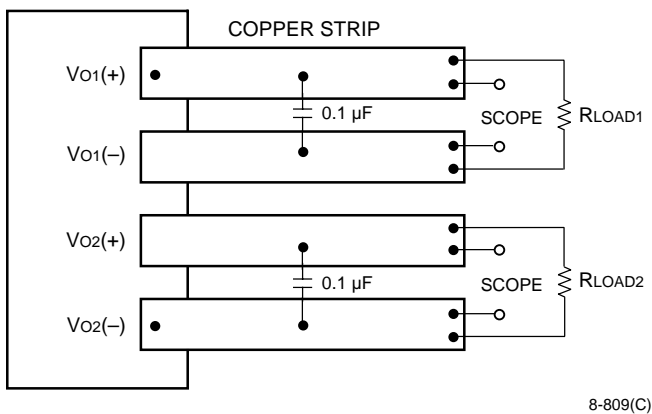 COPPER STRIP
VO1(+)
0.1 µF
SCOPE
RLOAD1
VO1(–)
VO2(+)
0.1 µF
SCOPE
RLOAD2
VO2(–)
8-809(C)